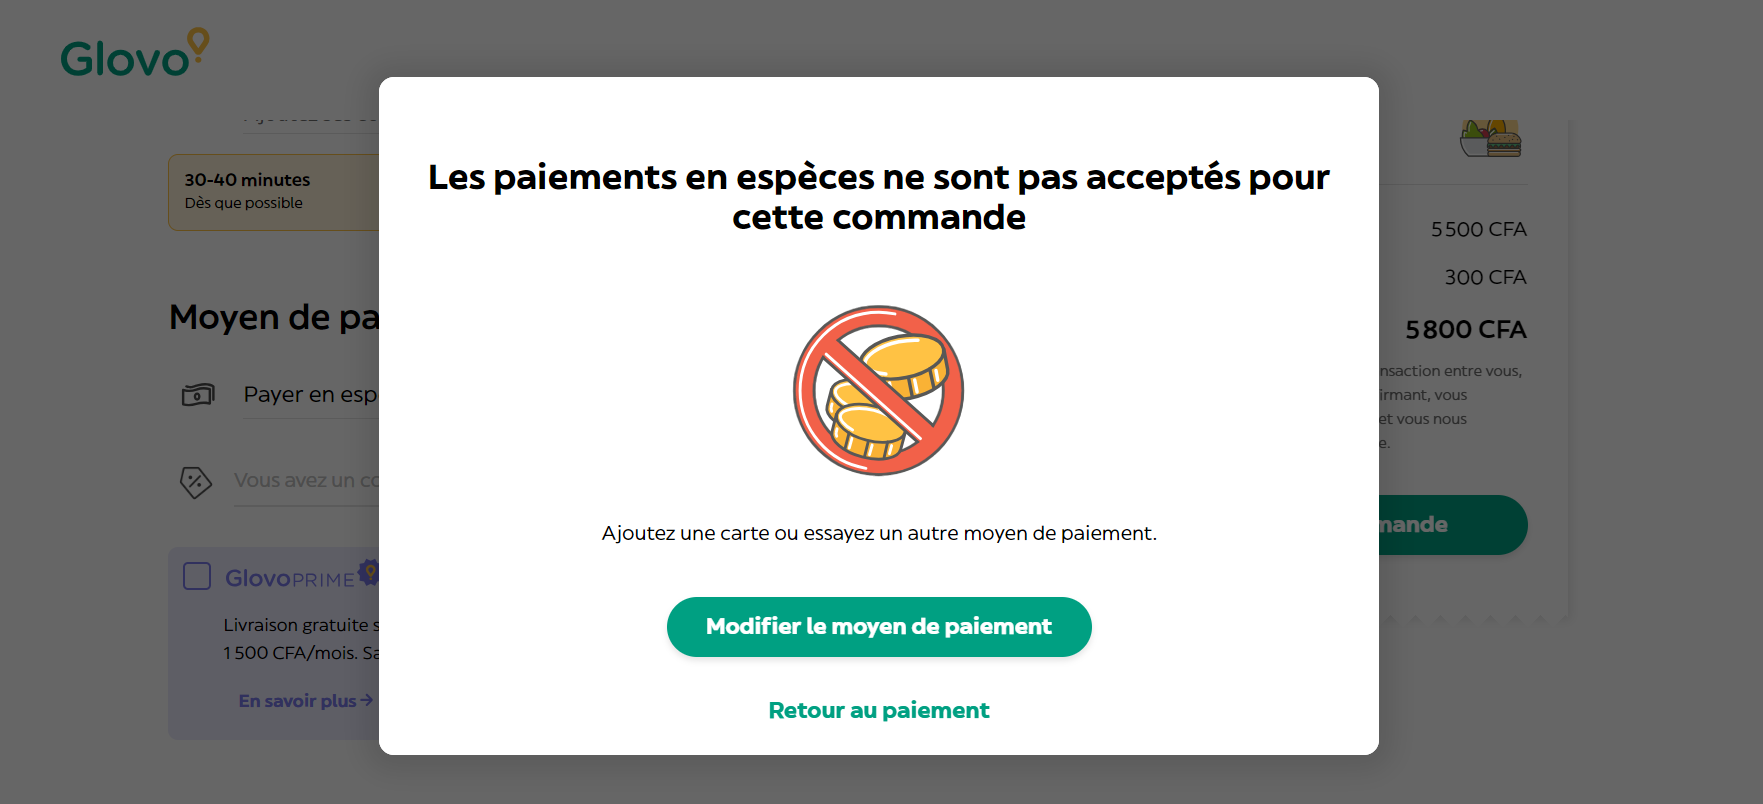 Glovo
30-40 minutes
Dès que possible
Moyen de pa
Payer en esp
Vous avez un co
GlovoPRIME
Livraison gratuite s
1 500 CFA/mois. Sa
En savoir plus →
Les paiements en espèces ne sont pas acceptés pour
cette commande
Ajoutez une carte ou essayez un autre moyen de paiement.
Modifier le moyen de paiement
Retour au paiement
5 500 CFA
300 CFA
5 800 CFA
nsaction entre vous,
irmant, vous
et vous nous
e.
mande